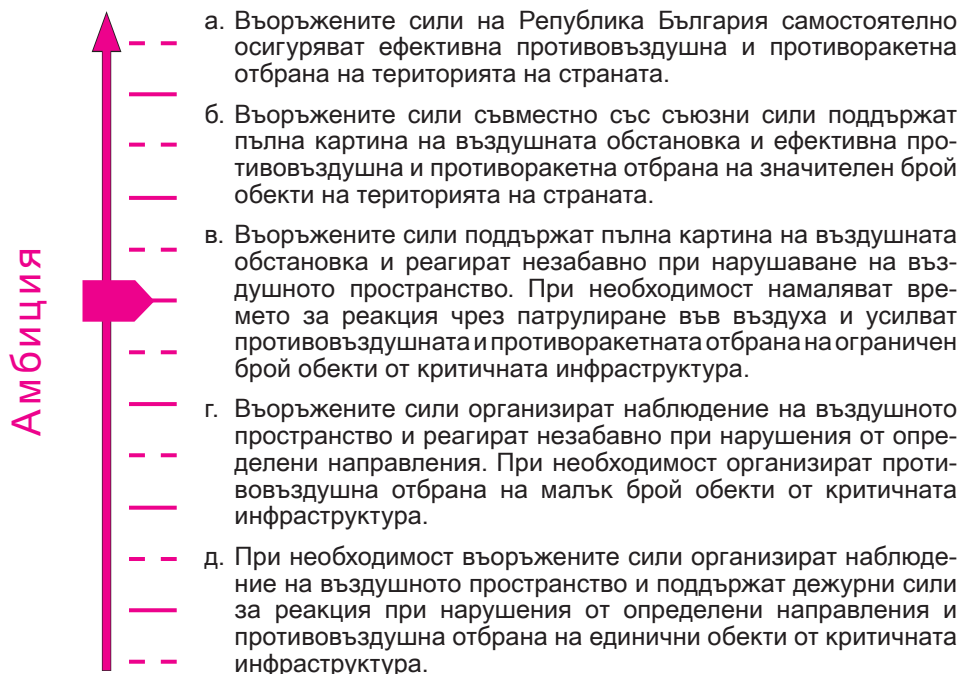 Амбиция
а. Въоръжените сили на Република България самостоятелно
осигуряват ефективна противовъздушна и противоракетна
отбрана на територията на страната.
б. Въоръжените сили съвместно със съюзни сили поддържат
пълна картина на въздушната обстановка и ефективна про-
тивовъздушна и противоракетна отбрана на значителен брой
обекти на територията на страната.
в. Въоръжените сили поддържат пълна картина на въздушната
обстановка и реагират незабавно при нарушаване на въз-
душното пространство. При необходимост намаляват вре-
мето за реакция чрез патрулиране във въздуха и усилват
противовъздушната и противоракетната отбрана на ограничен
брой обекти от критичната инфраструктура.
г. Въоръжените сили организират наблюдение на въздушното
пространство и реагират незабавно при нарушения от опре-
делени направления. При необходимост организират проти-
вовъздушна отбрана на малък брой обекти от критичната
инфраструктура.
д. При необходимост въоръжените сили организират наблюде-
ние на въздушното пространство и поддържат дежурни сили
за реакция при нарушения от определени направления и
противовъздушна отбрана на единични обекти от критичната
инфраструктура.